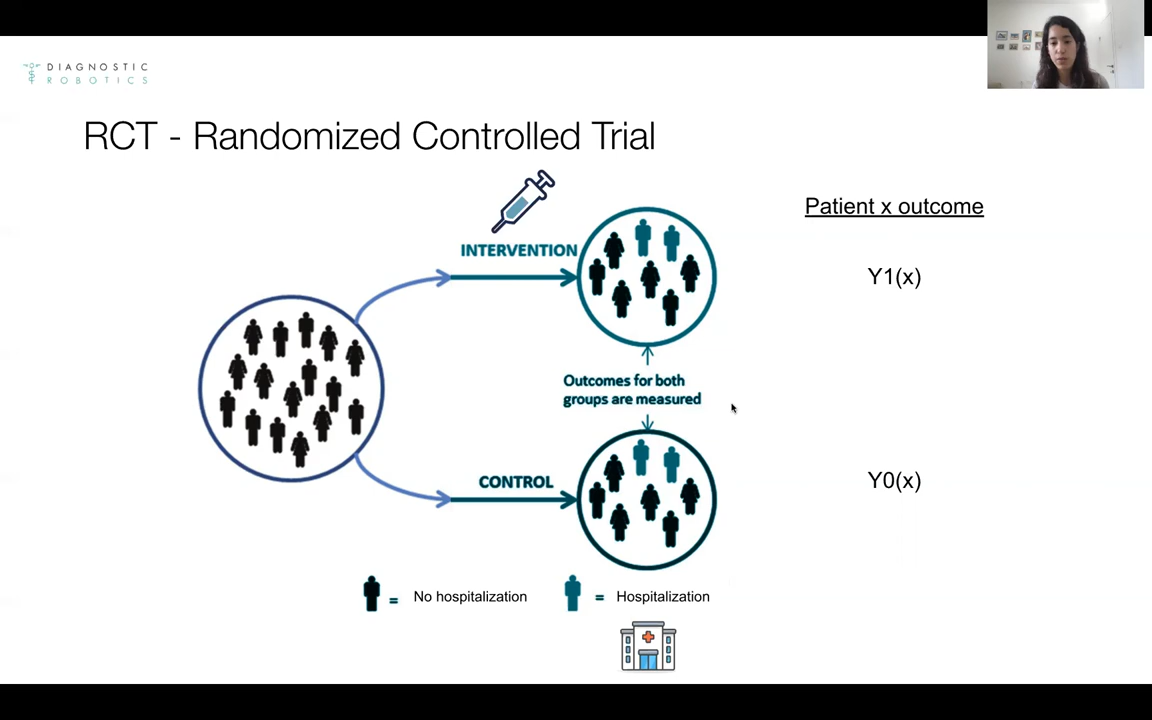 DIAGNOSTIC
ROBOTICS
RCT - Randomized Controlled Trial
Patient x outcome
INTERVENTION
Y1(x)
Outcomes for both
groups are measured
CONTROL
Y0(x)
= No hospitalization = Hospitalization